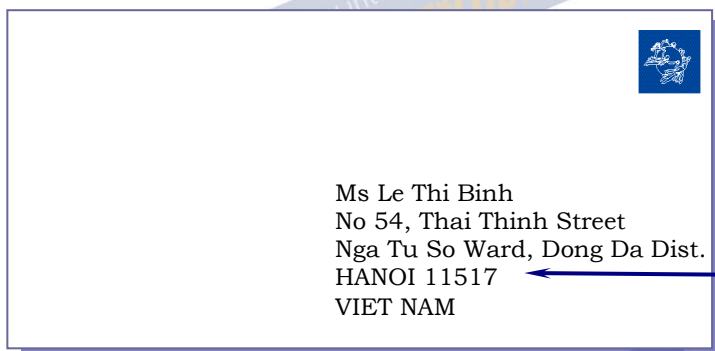 Ms Le Thi Binh
No 54, Thai Thinh Street
Nga Tu So Ward, Dong Da Dist.
HANOI 11517
VIET NAM